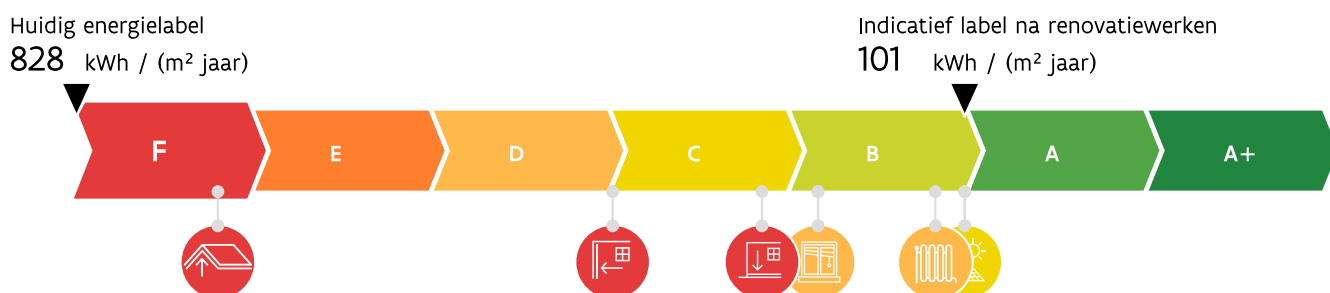 Huidig energielabel
828 kWh / (m² jaar)
Indicatief label na renovatiewerken
101 kWh / (m² jaar)
F E D C B A A+